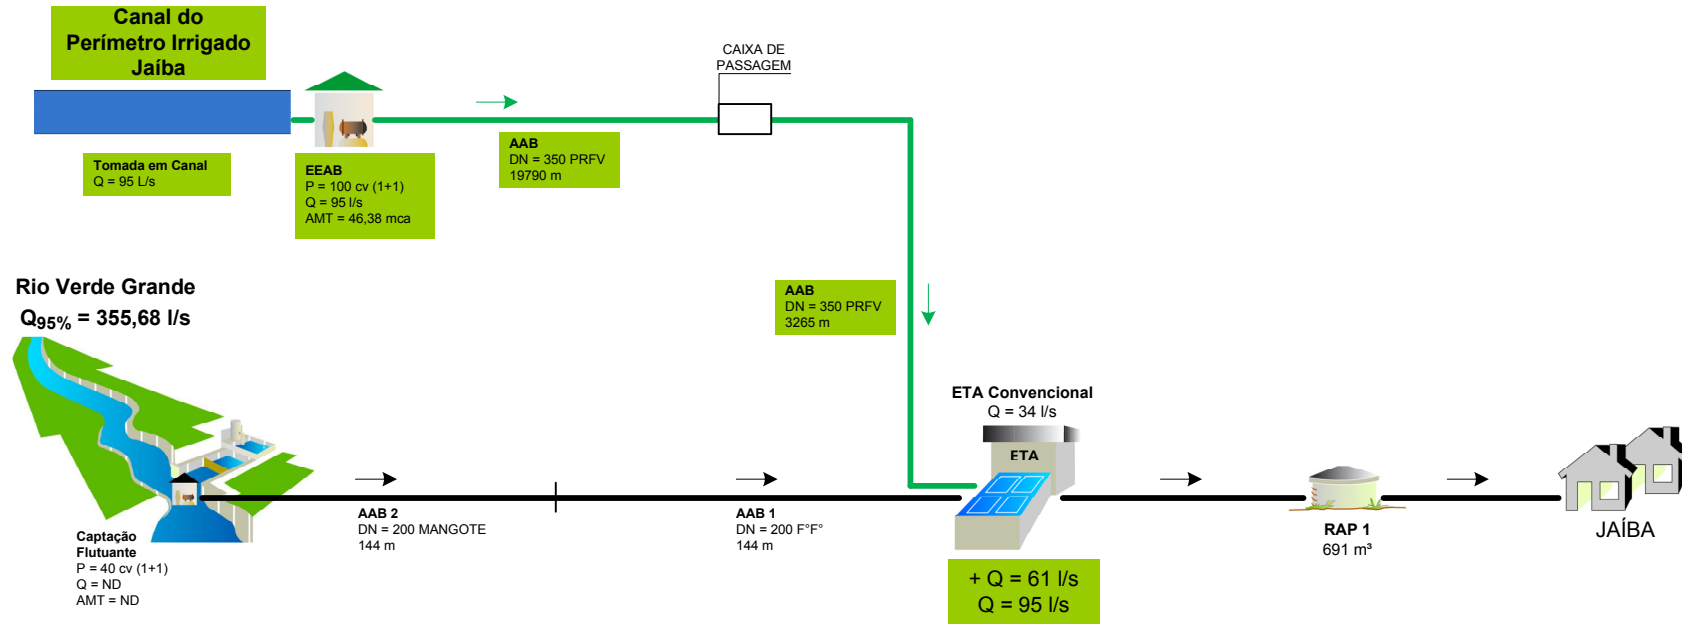 Canal do
Perímetro Irrigado
Jaíba
CAIXA DE
PASSAGEM
Tomada em Canal
Q = 95 L/s
EEAB
P = 100 cv (1+1)
Q = 95 l/s
AMT = 46,38 mca
AAB
DN = 350 PRFV
19790 m
Rio Verde Grande
Q95% = 355,68 l/s
AAB
DN = 350 PRFV
3265 m
ETA Convencional
Q = 34 l/s
ETA
Captação
Flutuante
P = 40 cv (1+1)
Q = ND
AMT = ND
AAB 2
DN = 200 MANGOTE
144 m
AAB 1
DN = 200 F°F°
144 m
+ Q = 61 l/s
Q = 95 l/s
RAP 1
691 m³
JAÍBA